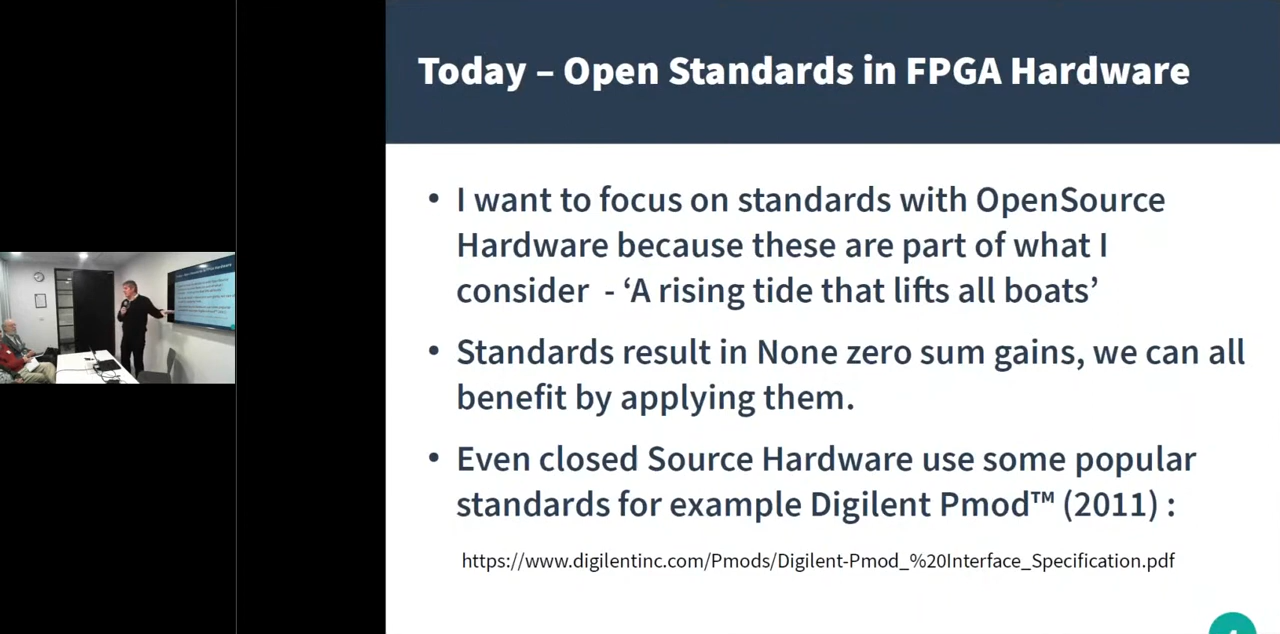 Today – Open Standards in FPGA Hardware
• I want to focus on standards with OpenSource
Hardware because these are part of what I
consider - ‘A rising tide that lifts all boats’
• Standards result in None zero sum gains, we can all
benefit by applying them.
• Even closed Source Hardware use some popular
standards for example Digilent Pmod™ (2011) :
https://www.digilentinc.com/Pmods/Digilent-Pmod_%20Interface_Specification.pdf